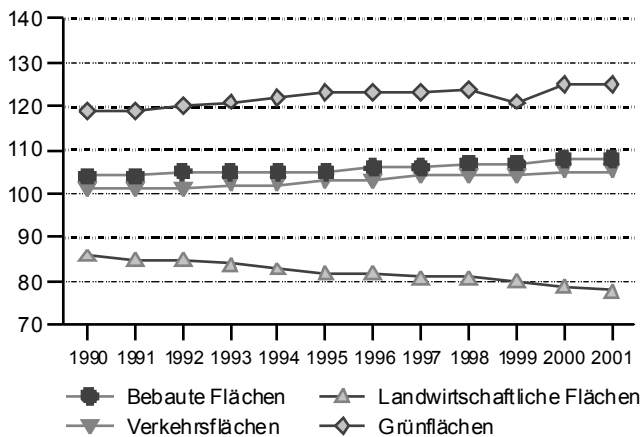 140
130
120
110
100
90
80
70
1990 1991 1992 1993 1994 1995 1996 1997 1998 1999 2000 2001
Bebaute Flächen Landwirtschaftliche Flächen
Verkehrsflächen Grünflächen